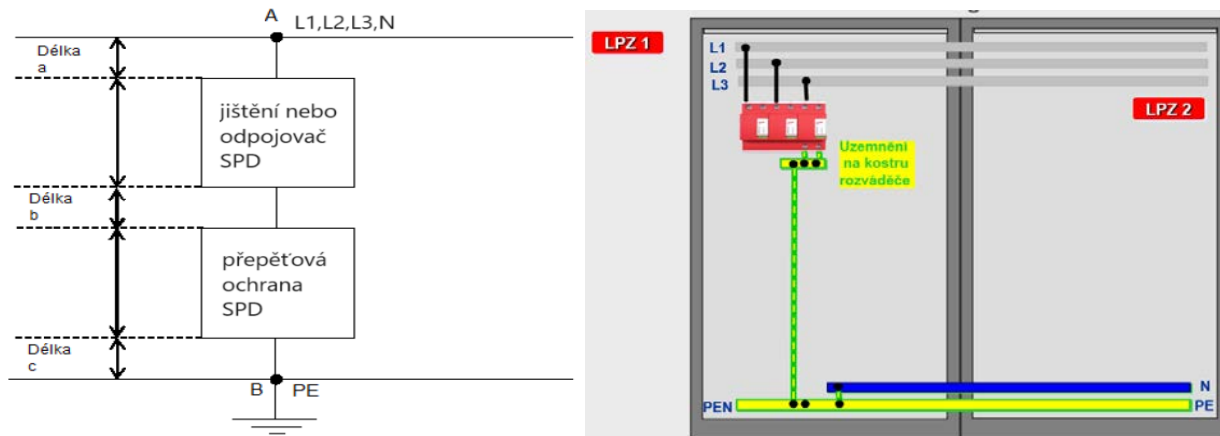 A
L1,L2,L3,N
Délka
a
jištění nebo
odpojovač
SPD
Délka
b
přepěťová
ochrana
SPD
Délka
c
B
PE
LPZ 1
L1
L2
L3
LPZ 2
Uzemnění
na kostru
rozváděče
N
PEN
PE